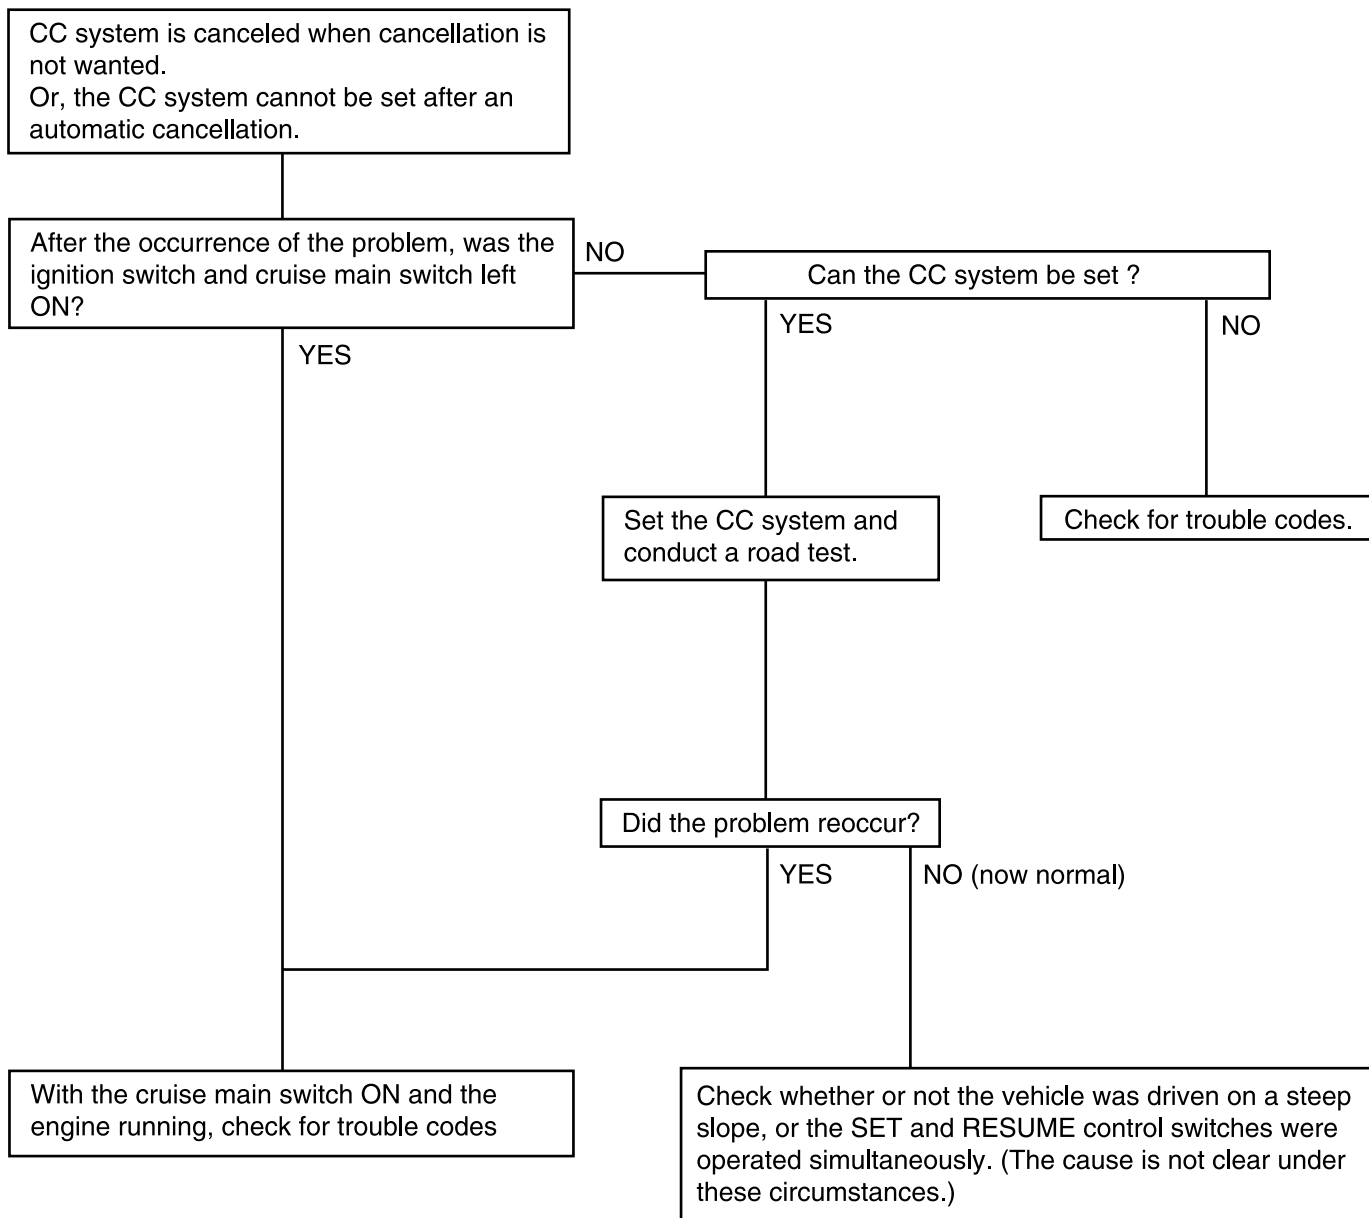 CC system is canceled when cancellation is
not wanted.
Or, the CC system cannot be set after an
automatic cancellation.
After the occurrence of the problem, was the
ignition switch and cruise main switch left
ON?
NO
Can the CC system be set ?
YES
NO
YES
Set the CC system and
conduct a road test.
Check for trouble codes.
Did the problem reoccur?
YES
NO (now normal)
With the cruise main switch ON and the
engine running, check for trouble codes
Check whether or not the vehicle was driven on a steep
slope, or the SET and RESUME control switches were
operated simultaneously. (The cause is not clear under
these circumstances.)